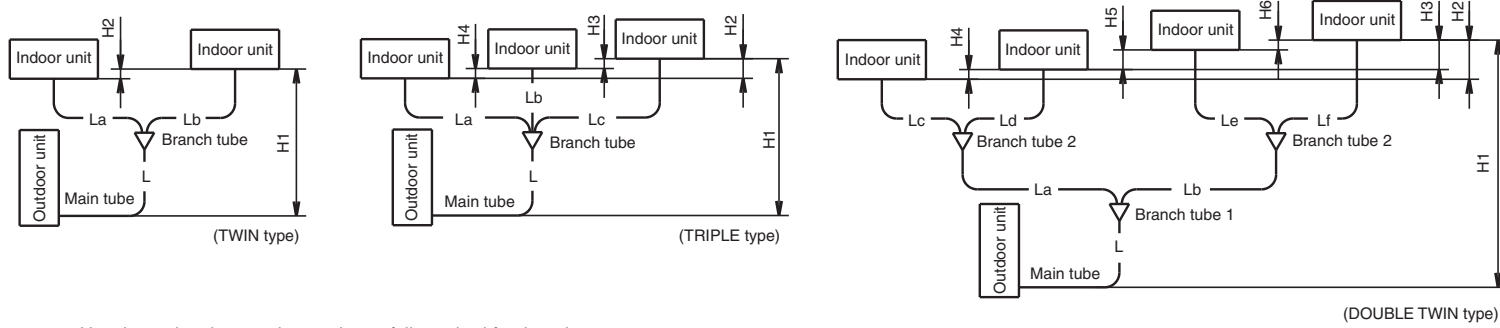 H2
Indoor unit
Indoor unit
La
Lb
Branch tube
H1
L
Outdoor unit
Main tube
(TWIN type)
H4
H3
H2
Indoor unit
Indoor unit
Indoor unit
Lb
La
Lc
Branch tube
H1
L
Outdoor unit
Main tube
(TRIPLE type)
H4
H5
H6
H3
H2
Indoor unit
Indoor unit
Indoor unit
Indoor unit
Lc
Ld
Le
Lf
Branch tube 2
Branch tube 2
H1
La
Lb
Branch tube 1
L
Outdoor unit
Main tube
(DOUBLE TWIN type)